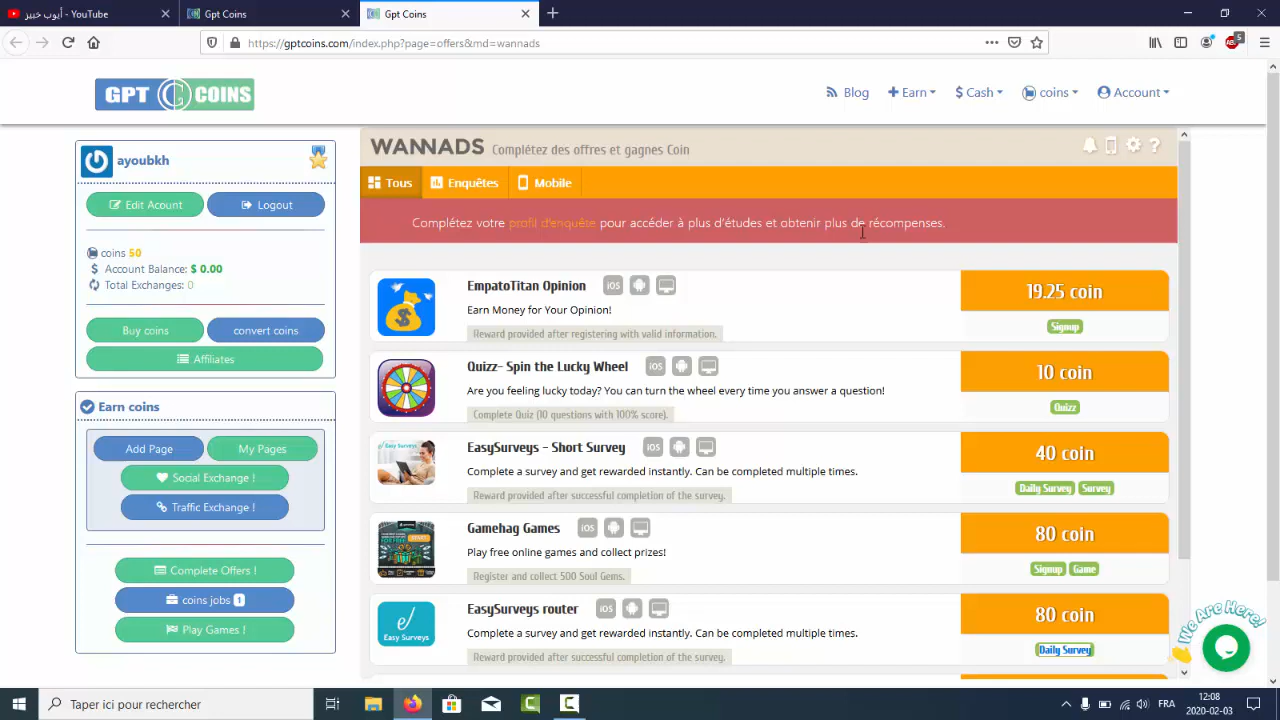 أيوب خبيز - YouTube
Gpt Coins
Gpt Coins
https://gptcoins.com/index.php?page=offers&md=wannads
5
GPT COINS
Blog
Earn
Cash
coins
Account
ayoubkh
Edit Acount
Logout
coins 50
Account Balance: $ 0.00
Total Exchanges: 0
Buy coins
convert coins
Affiliates
Earn coins
Add Page
My Pages
Social Exchange !
Traffic Exchange !
Complete Offers !
coins jobs 1
Play Games !
WANNADS Complétez des offres et gagnes Coin
Tous
Enquêtes
Mobile
Complétez votre profil d'enquête pour accéder à plus d'études et obtenir plus de récompenses.
EmpatoTitan Opinion iOS
Earn Money for Your Opinion!
Reward provided after registering with valid information.
19.25 coin
Signup
Quizz- Spin the Lucky Wheel iOS
Are you feeling lucky today? You can turn the wheel every time you answer a question!
Complete Quiz (10 questions with 100% score).
10 coin
Quizz
EasySurveys - Short Survey iOS
Complete a survey and get rewarded instantly. Can be completed multiple times.
Reward provided after successful completion of the survey.
40 coin
Daily Survey Survey
Gamehag Games iOS
Play free online games and collect prizes!
Register and collect 500 Soul Gems.
80 coin
Signup Game
EasySurveys router iOS
Complete a survey and get rewarded instantly. Can be completed multiple times.
Reward provided after successful completion of the survey.
80 coin
Daily Survey
Easy Surveys
We Are Here!
Taper ici pour rechercher
FRA
12:08
2020-02-03